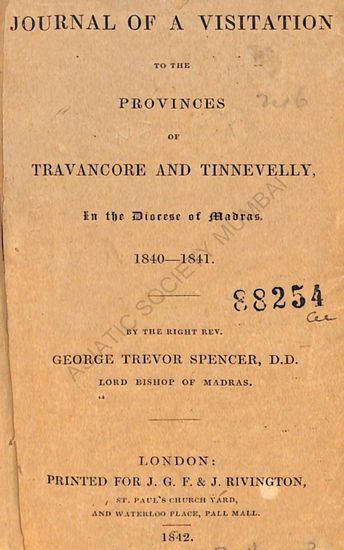 JOURNAL OF A VISITATION
TO THE
PROVINCES
OF
TRAVANCORE AND TINNEVELLY,
In the Diocese of Madras.
1840—1841.
88254
BY THE RIGHT REV.
GEORGE TREVOR SPENCER, D.D.
LORD BISHOP OF MADRAS.
ASIATIC SOCIETY MUMBAI
LONDON:
PRINTED FOR J. G. F. & J. RIVINGTON,
ST. PAUL'S CHURCH YARD,
AND WATERLOO PLACE, PALL MALL.
1842.